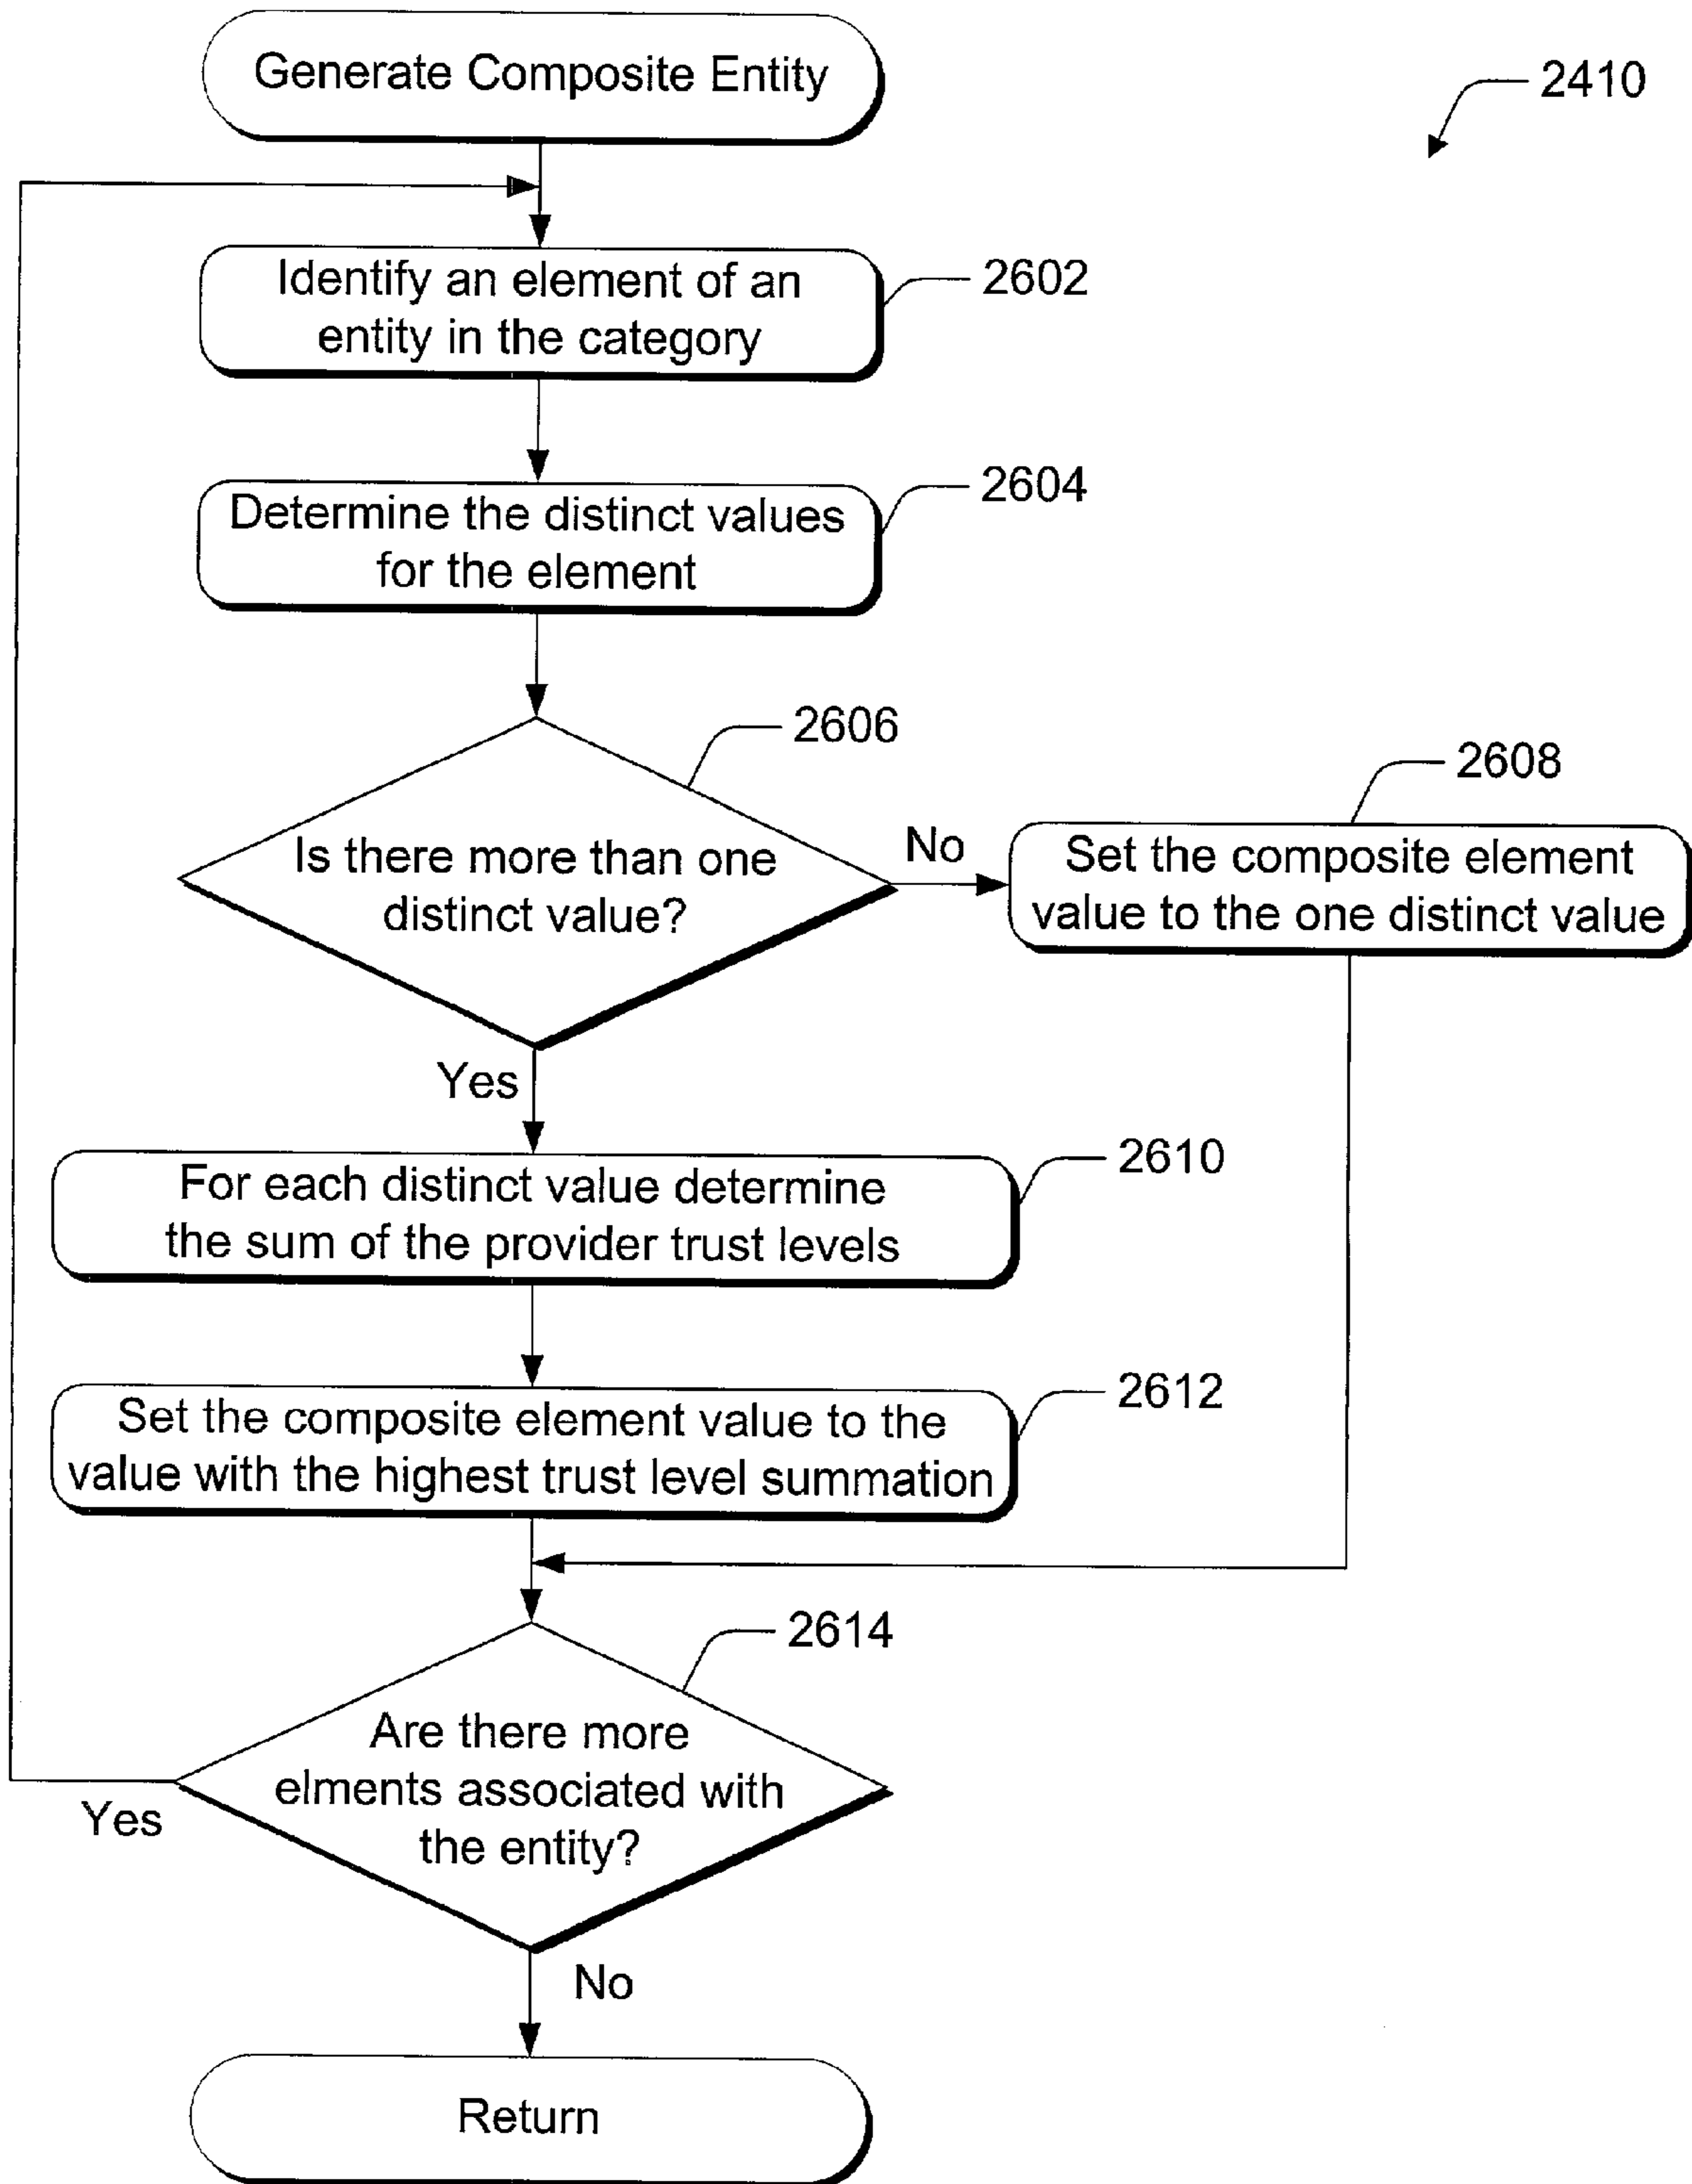 Generate Composite Entity
2410
Identify an element of an
entity in the category
2602
Determine the distinct values
for the element
2604
2606
Is there more than one
distinct value?
No
2608
Set the composite element
value to the one distinct value
Yes
For each distinct value determine
the sum of the provider trust levels
2610
Set the composite element value to the
value with the highest trust level summation
2612
2614
Are there more
elments associated with
the entity?
Yes
No
Return